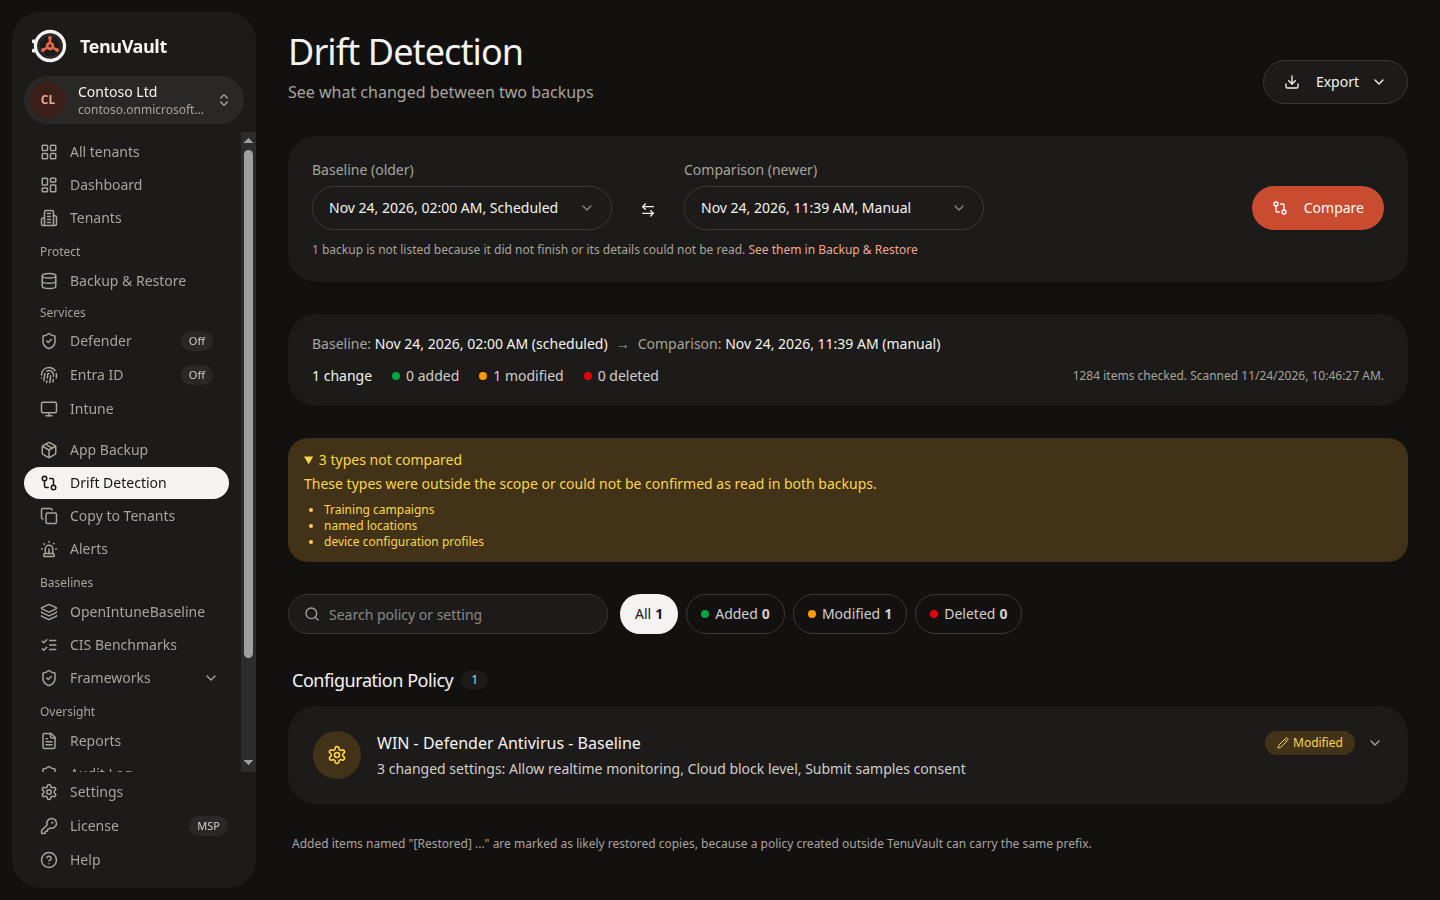 TenuVault
CL
Contoso Ltd
contoso.onmicrosoft...
All tenants
Dashboard
Tenants
Protect
Backup & Restore
Services
Defender Off
Entra ID Off
Intune
App Backup
Drift Detection
Copy to Tenants
Alerts
Baselines
OpenIntuneBaseline
CIS Benchmarks
Frameworks
Oversight
Reports
Audit Log
Settings
License MSP
Help
Drift Detection
See what changed between two backups
Export
Baseline (older)
Nov 24, 2026, 02:00 AM, Scheduled
Comparison (newer)
Nov 24, 2026, 11:39 AM, Manual
Compare
1 backup is not listed because it did not finish or its details could not be read. See them in Backup & Restore
Baseline: Nov 24, 2026, 02:00 AM (scheduled) → Comparison: Nov 24, 2026, 11:39 AM (manual)
1 change 0 added 1 modified 0 deleted
1284 items checked. Scanned 11/24/2026, 10:46:27 AM.
3 types not compared
These types were outside the scope or could not be confirmed as read in both backups.
• Training campaigns
• named locations
• device configuration profiles
Search policy or setting
All 1
Added 0
Modified 1
Deleted 0
Configuration Policy 1
WIN - Defender Antivirus - Baseline
3 changed settings: Allow realtime monitoring, Cloud block level, Submit samples consent
Modified
Added items named "[Restored] ..." are marked as likely restored copies, because a policy created outside TenuVault can carry the same prefix.